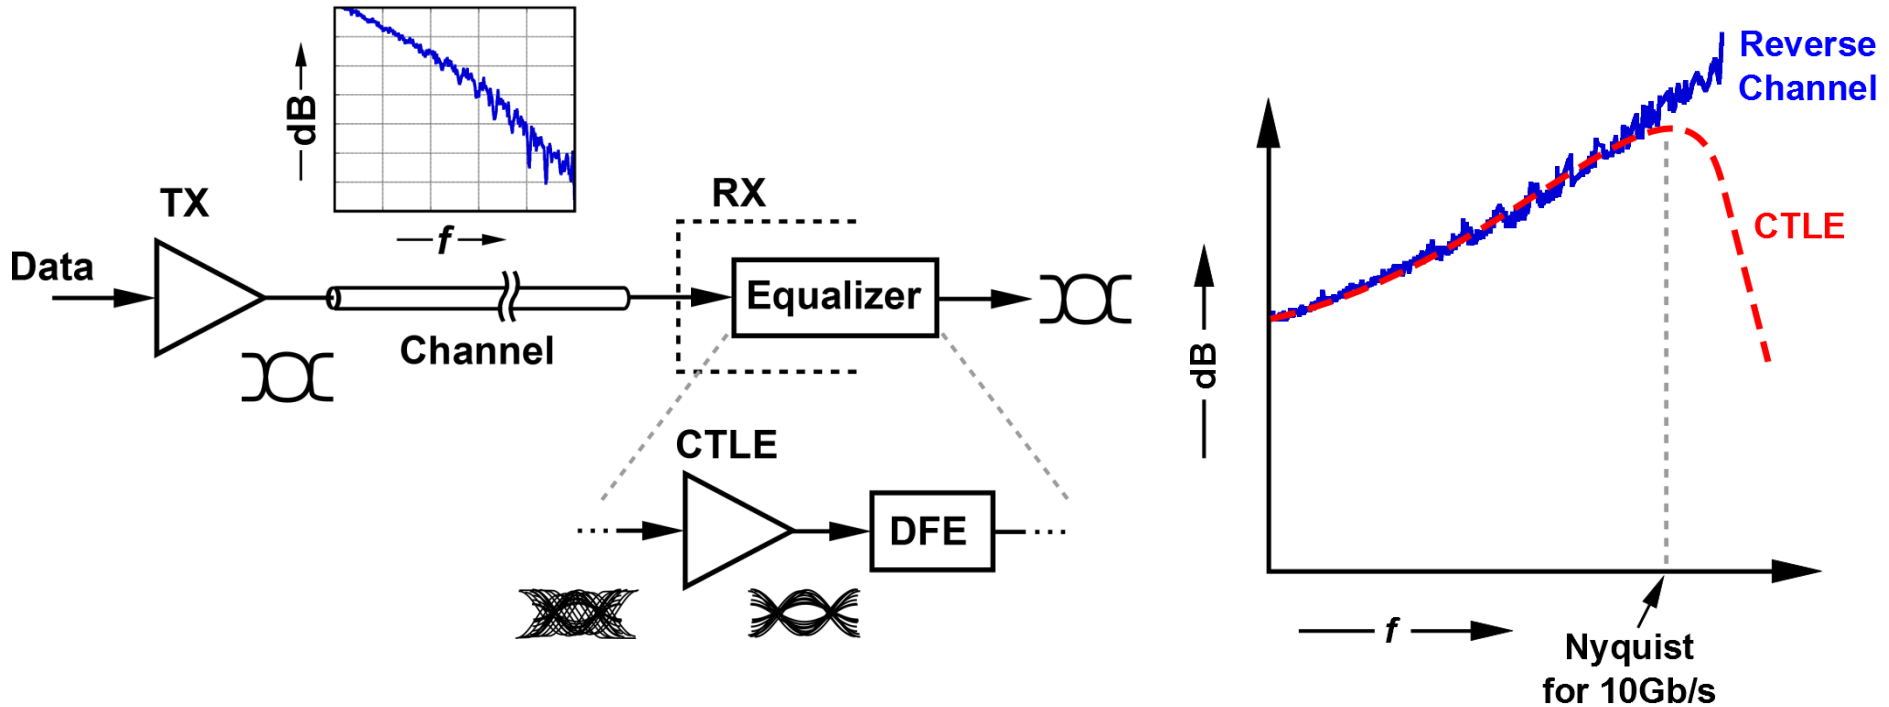 dB
f
TX
Data
Channel
RX
Equalizer
CTLE
DFE
Reverse
Channel
CTLE
dB
f
Nyquist
for 10Gb/s